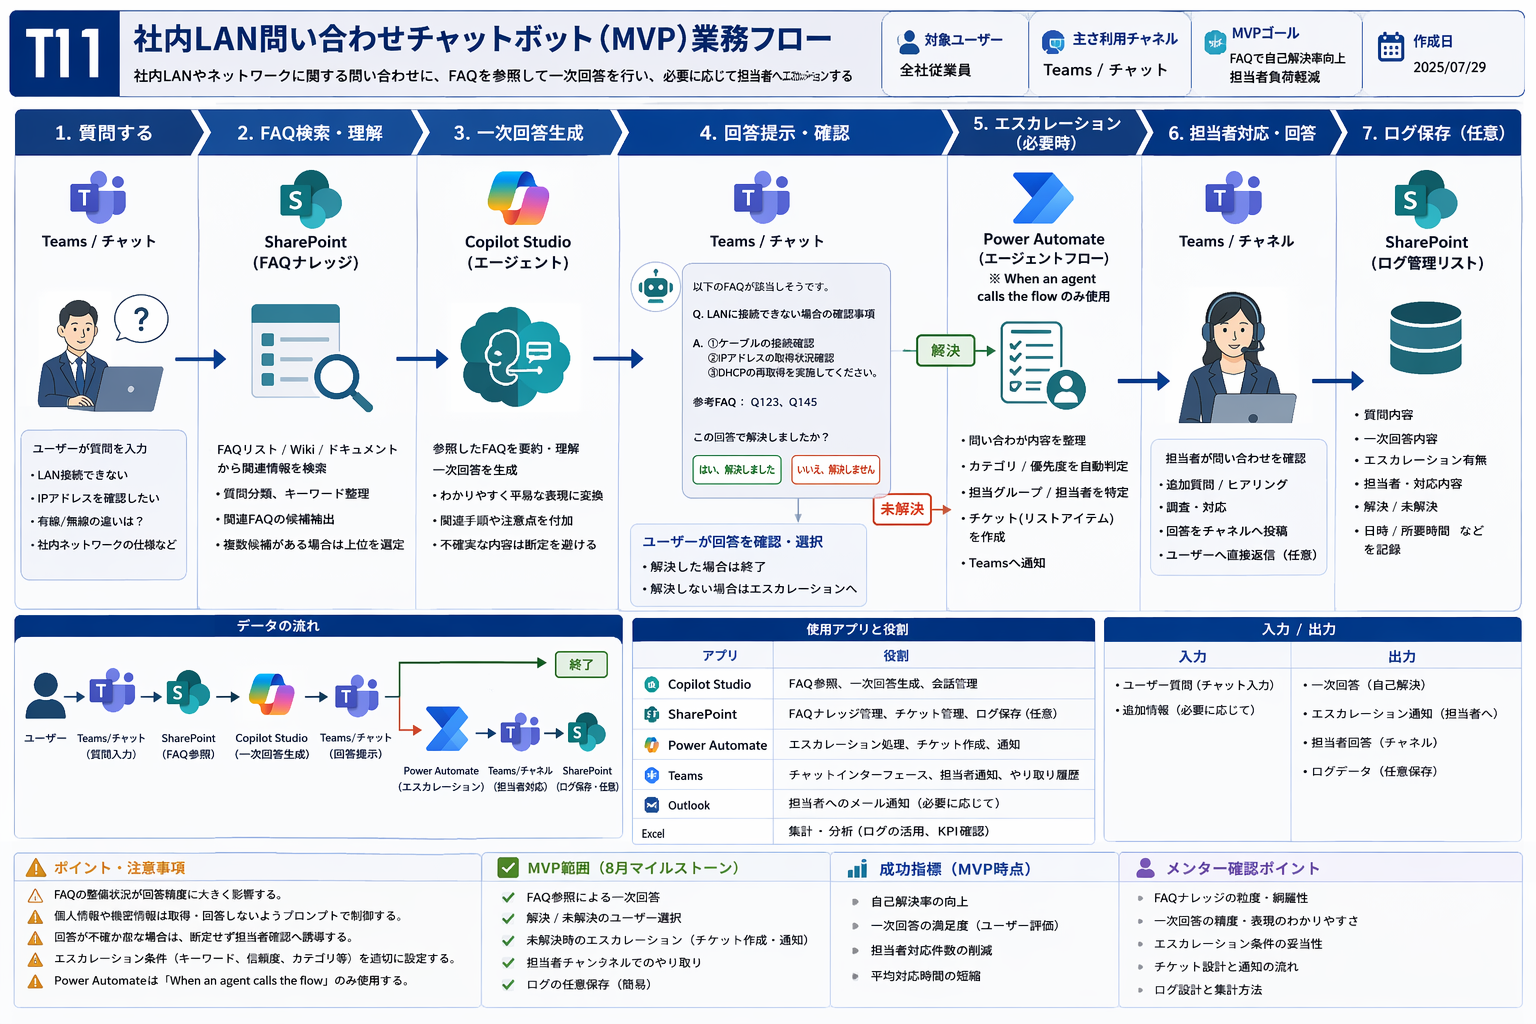 T11
社内LAN問い合わせチャットボット（MVP）業務フロー
社内LANやネットワークに関する問い合わせに、FAQを参照して一次回答を行い、必要に応じて担当者へエスカレーションする
対象ユーザー
全社従業員
主さ利用チャネル
Teams / チャット
MVPゴール
FAQで自己解決率向上
担当者負荷軽減
作成日
2025/07/29
1. 質問する
2. FAQ検索・理解
3. 一次回答生成
4. 回答提示・確認
5. エスカレーション
（必要時）
6. 担当者対応・回答
7. ログ保存（任意）
Teams / チャット
?
ユーザーが質問を入力
・LAN接続できない
・IPアドレスを確認したい
・有線/無線の違いは？
・社内ネットワークの仕様など
SharePoint
（FAQナレッジ）
FAQリスト / Wiki / ドキュメント
から関連情報を検索
・質問分類、キーワード整理
・関連FAQの候補補出
・複数候補がある場合は上位を選定
Copilot Studio
（エージェント）
参照したFAQを要約・理解
一次回答を生成
・わかりやすく平易な表現に変換
・関連手順や注意点を付加
・不確実な内容は断定を避ける
Teams / チャット
以下のFAQが該当しそうです。
Q. LANに接続できない場合の確認事項
A. ①ケーブルの接続確認
②IPアドレスの取得状況確認
③DHCPの再取得を実施してください。
参考FAQ： Q123、Q145
この回答で解決しましたか？
はい、解決しました
いいえ、解決しません
解決
未解決
ユーザーが回答を確認・選択
・解決した場合は終了
・解決しない場合はエスカレーションへ
Power Automate
（エージェントフロー）
※ When an agent
calls the flow のみ使用
・問い合わが内容を整理
・カテゴリ / 優先度を自動判定
・担当グループ / 担当者を特定
・チケット(リストアイテム)
を作成
・Teamsへ通知
Teams / チャネル
担当者が問い合わせを確認
・追加質問 / ヒアリング
・調査・対応
・回答をチャネルへ投稿
・ユーザーへ直接返信（任意）
SharePoint
（ログ管理リスト）
・質問内容
・一次回答内容
・エスカレーション有無
・担当者・対応内容
・解決 / 未解決
・日時 / 所要時間 など
を記録
データの流れ
ユーザー
Teams/チャット
（質問入力）
SharePoint
（FAQ参照）
Copilot Studio
（一次回答生成）
Teams/チャット
（回答提示）
終了
Power Automate
（エスカレーション）
Teams/チャネル
（担当者対応）
SharePoint
（ログ保存・任意）
使用アプリと役割
アプリ 役割
Copilot Studio FAQ参照、一次回答生成、会話管理
SharePoint FAQナレッジ管理、チケット管理、ログ保存（任意）
Power Automate エスカレーション処理、チケット作成、通知
Teams チャットインターフェース、担当者通知、やり取り履歴
Outlook 担当者へのメール通知（必要に応じて）
Excel 集計・分析（ログの活用、KPI確認）
入力 / 出力
入力
・ユーザー質問（チャット入力）
・追加情報（必要に応じて）
出力
・一次回答（自己解決）
・エスカレーション通知（担当者へ）
・担当者回答（チャネル）
・ログデータ（任意保存）
ポイント・注意事項
FAQの整備状況が回答精度に大きく影響する。
個人情報や機密情報は取得・回答しないようプロンプトで制御する。
回答が不確かな場合は、断定せず担当者確認へ誘導する。
エスカレーション条件（キーワード、信頼度、カテゴリ等）を適切に設定する。
Power Automateは「When an agent calls the flow」のみ使用する。
MVP範囲（8月マイルストーン）
FAQ参照による一次回答
解決 / 未解決のユーザー選択
未解決時のエスカレーション（チケット作成・通知）
担当者チャンネルでのやり取り
ログの任意保存（簡易）
成功指標（MVP時点）
自己解決率の向上
一次回答の満足度（ユーザー評価）
担当者対応件数の削減
平均対応時間の短縮
メンター確認ポイント
FAQナレッジの粒度・網羅性
一次回答の精度・表現のわかりやすさ
エスカレーション条件の妥当性
チケット設計と通知の流れ
ログ設計と集計方法